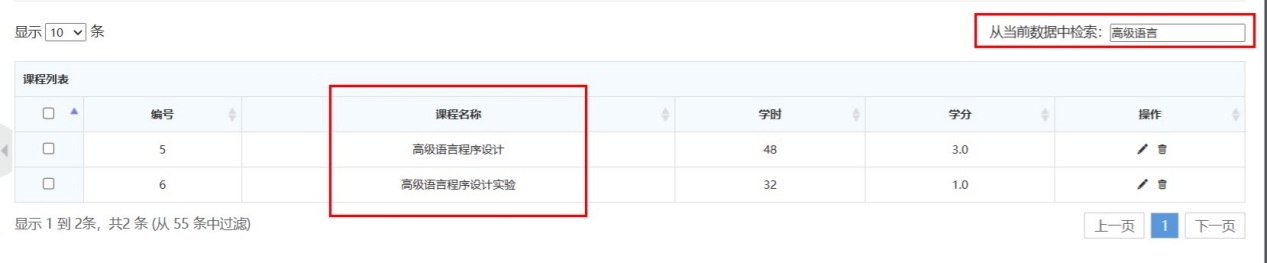 显示 10 条
从当前数据中检索：高级语言
课程列表
编号 课程名称 学时 学分 操作
5 高级语言程序设计 48 3.0
6 高级语言程序设计实验 32 1.0
显示 1 到 2条，共2 条 (从 55 条中过滤)
上一页 1 下一页